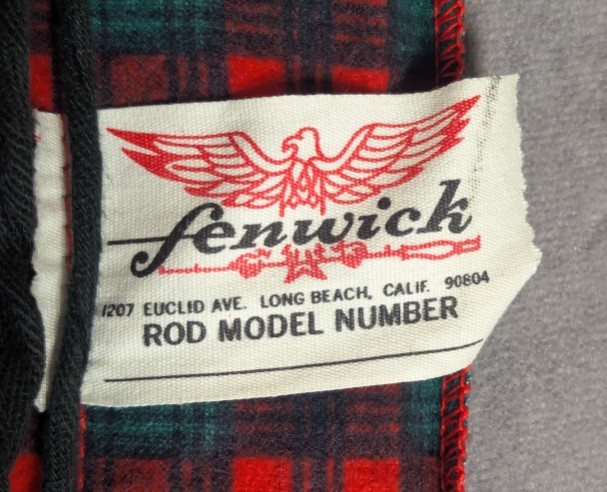 fenwick
1207 EUCLID AVE. LONG BEACH, CALIF. 90804
ROD MODEL NUMBER